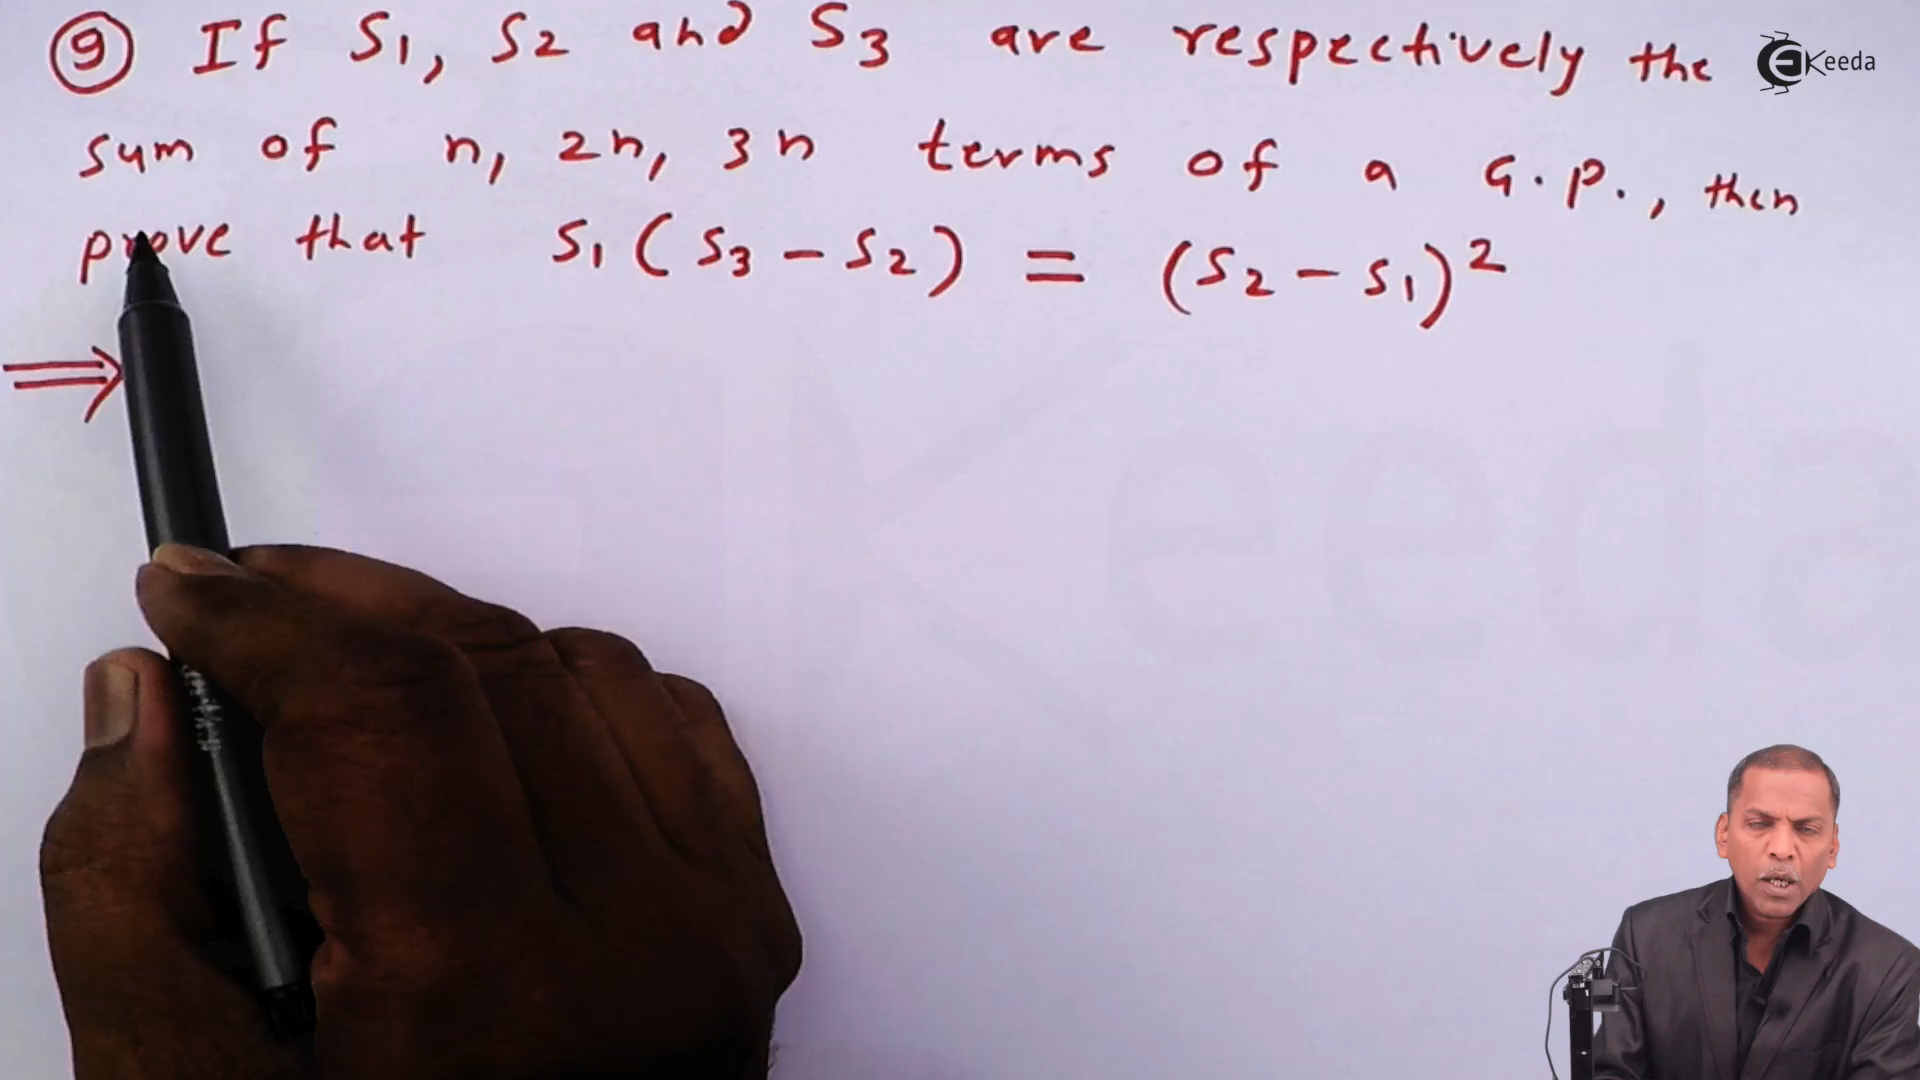 9 If S1, S2 and S3 are respectively the
sum of n, 2n, 3n terms of a G.P., then
prove that S1(S3-S2) = (S2-S1)²
⇒
eKeeda
Keeda